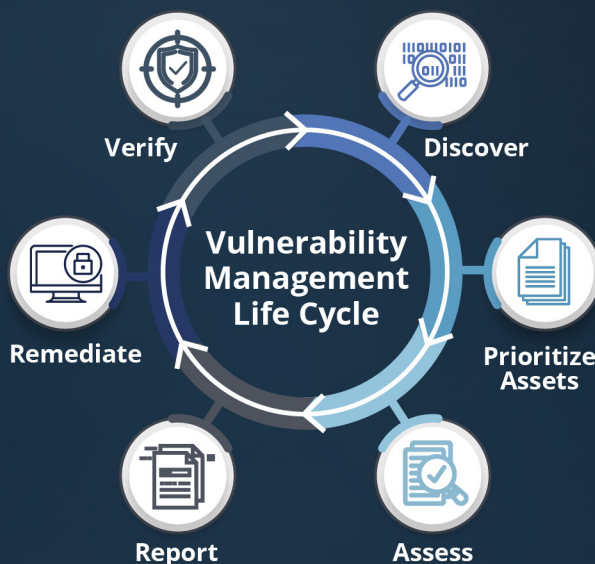 Verify
Discover
Vulnerability
Management
Life Cycle
Remediate
Prioritize
Assets
Report
Assess